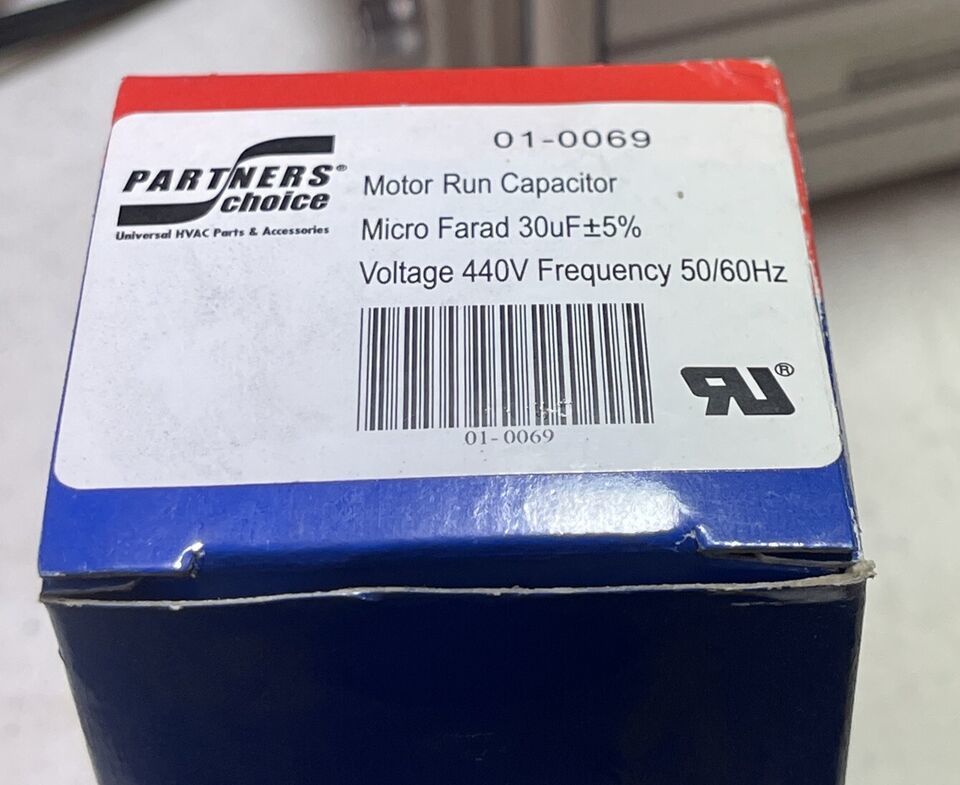 01-0069
PARTNERS®
choice
Universal HVAC Parts & Accessories
Motor Run Capacitor
Micro Farad 30uF±5%
Voltage 440V Frequency 50/60Hz
01-0069
RU®